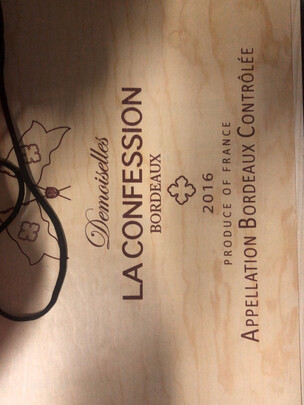 Demoiselles
LA CONFESSION
BORDEAUX
2016
PRODUCE OF FRANCE
APPELLATION BORDEAUX CONTRÔLÉE